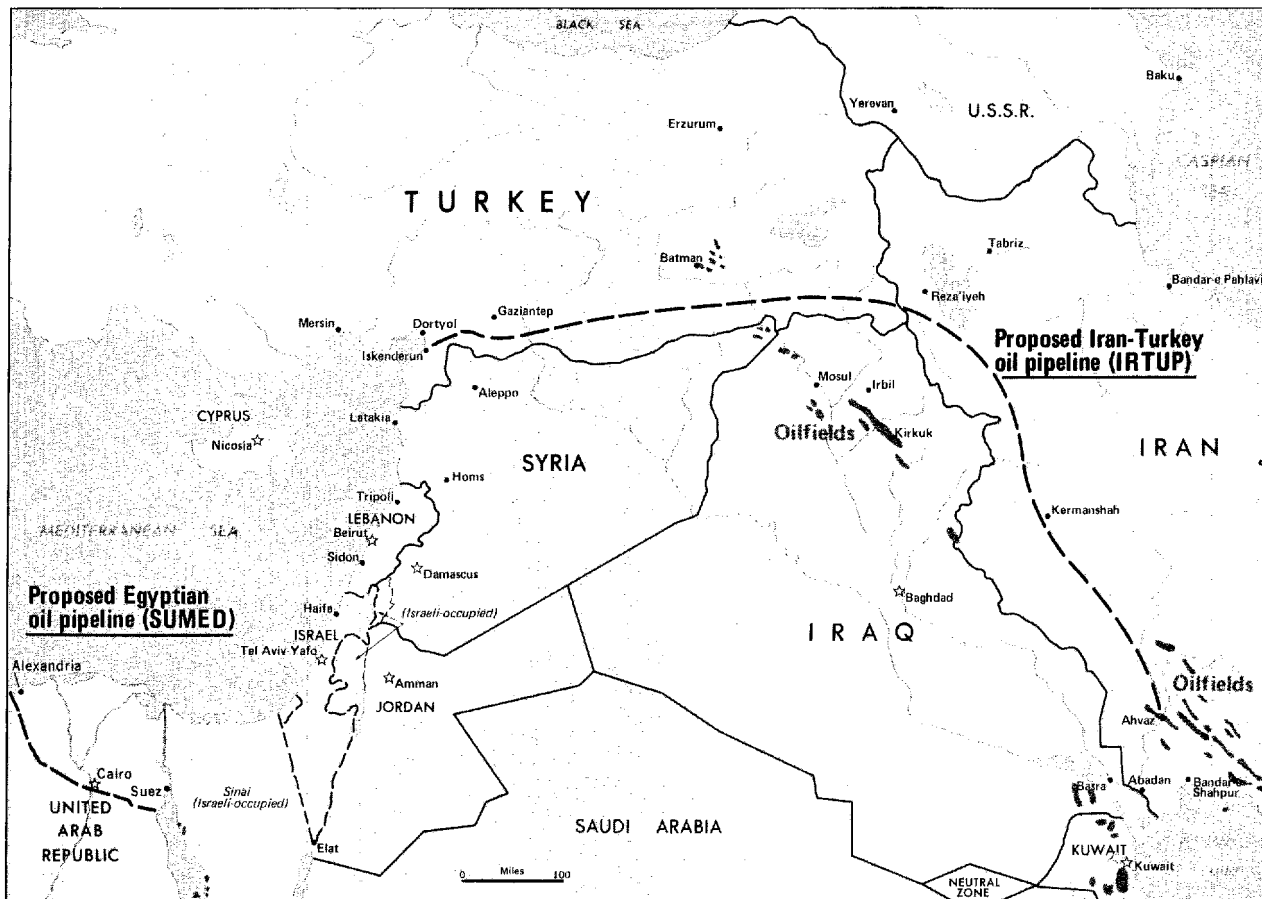 BLACK SEA
Baku
Yerevan
U.S.S.R.
Erzurum
CASPIAN
TURKEY
Tabriz
Batman
Bandar-e Pahlavi
Reza'iyeh
Gaziantep
Mersin
Dortyol
Iskenderun
Proposed Iran-Turkey
oil pipeline (IRTUP)
Mosul
Irbil
Aleppo
CYPRUS
Latakia
Nicosia
Oilfields
Kirkuk
IRAN
SYRIA
Homs
Tripoli
LEBANON
Kermanshah
MEDITERRANEAN SEA
Beirut
Sidon
Damascus
Proposed Egyptian
oil pipeline (SUMED)
Baghdad
Haifa
(Israeli-occupied)
ISRAEL
IRAQ
Tel Aviv-Yafo
Alexandria
Amman
Oilfields
JORDAN
Ahvaz
Cairo
Suez
Sinai
(Israeli-occupied)
Basra
Abadan
Bandar-e
Shahpur
UNITED
ARAB
REPUBLIC
SAUDI ARABIA
Elat
KUWAIT
Kuwait
0 Miles 100
NEUTRAL
ZONE